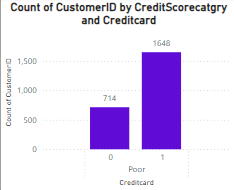 Count of CustomerID by CreditScorecatgry
and Creditcard
Count of CustomerID
1,500
1,000
500
0
714
1648
0
1
Poor
Creditcard